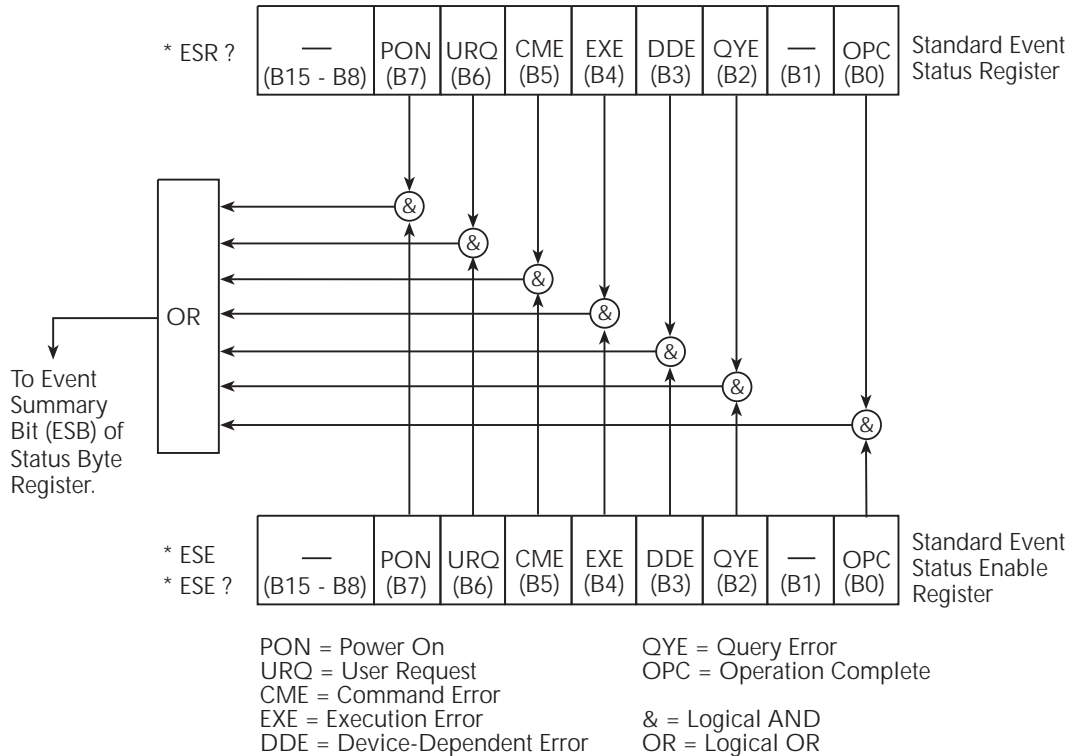 * ESR ?
—
(B15 - B8)
PON
(B7)
URQ
(B6)
CME
(B5)
EXE
(B4)
DDE
(B3)
QYE
(B2)
—
(B1)
OPC
(B0)
Standard Event
Status Register
&
&
&
&
&
&
&
OR
To Event
Summary
Bit (ESB) of
Status Byte
Register.
* ESE
* ESE ?
—
(B15 - B8)
PON
(B7)
URQ
(B6)
CME
(B5)
EXE
(B4)
DDE
(B3)
QYE
(B2)
—
(B1)
OPC
(B0)
Standard Event
Status Enable
Register
PON = Power On
URQ = User Request
CME = Command Error
EXE = Execution Error
DDE = Device-Dependent Error
QYE = Query Error
OPC = Operation Complete
& = Logical AND
OR = Logical OR